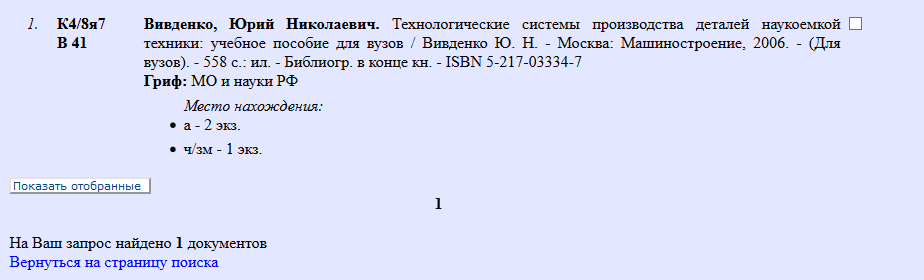 1. К4/8я7 Вивденко, Юрий Николаевич. Технологические системы производства деталей наукоемкой
В 41 техники: учебное пособие для вузов / Вивденко Ю. Н. - Москва: Машиностроение, 2006. - (Для
вузов). - 558 с.: ил. - Библиогр. в конце кн. - ISBN 5-217-03334-7
Гриф: МО и науки РФ
Место нахождения:
• а - 2 экз.
• ч/зм - 1 экз.
Показать отобранные
1
На Ваш запрос найдено 1 документов
Вернуться на страницу поиска